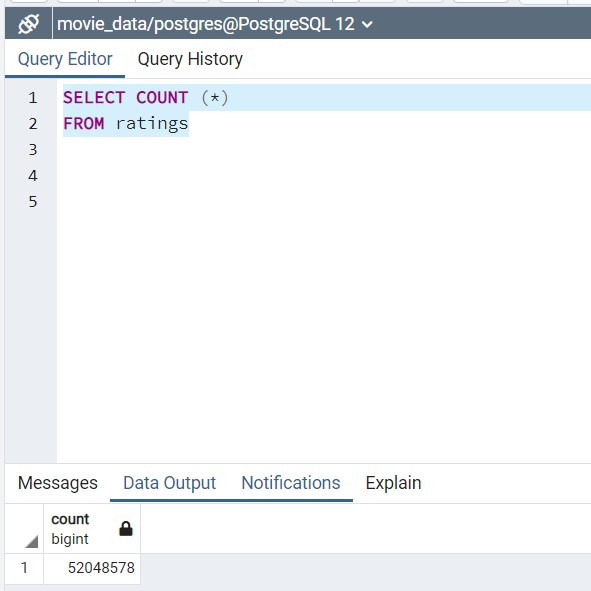 movie_data/postgres@PostgreSQL 12
Query Editor Query History
1 SELECT COUNT (*)
2 FROM ratings
3
4
5
Messages Data Output Notifications Explain
count
bigint
1 52048578